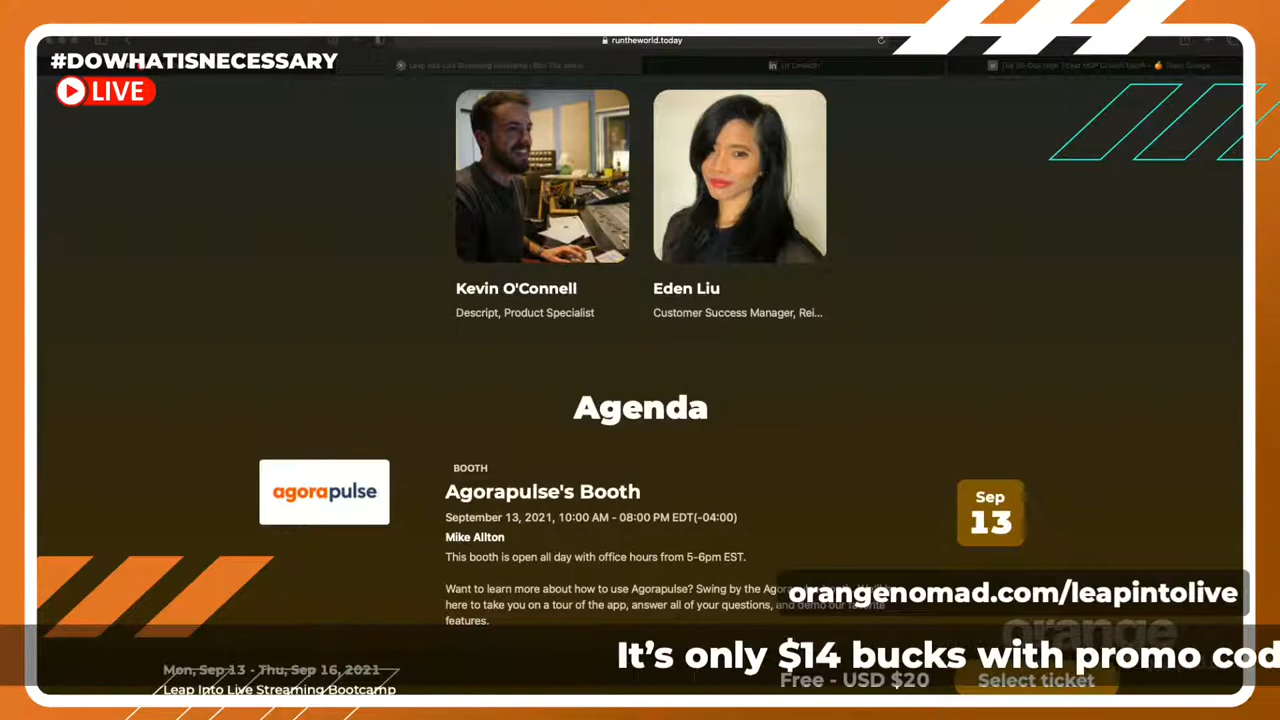 runtheworld.today
#DOWHATISNECESSARY
LIVE
Kevin O'Connell
Eden Liu
Descript, Product Specialist
Customer Success Manager, Rei...
Agenda
agorapulse
BOOTH
Agorapulse's Booth
September 13, 2021, 10:00 AM - 08:00 PM EDT(-04:00)
Mike Allton
This booth is open all day with office hours from 5-6pm EST.
Sep
13
Want to learn more about how to use Agorapulse? Swing by the
here to take you on a tour of the app, answer all of your questions, and demo our favorite
features.
orangenomad.com/leapintolive
orange
It's only $14 bucks with promo cod
Mon, Sep 13 - Thu, Sep 16, 2021
Leap Into Live Streaming Bootcamp
Free - USD $20
Select ticket